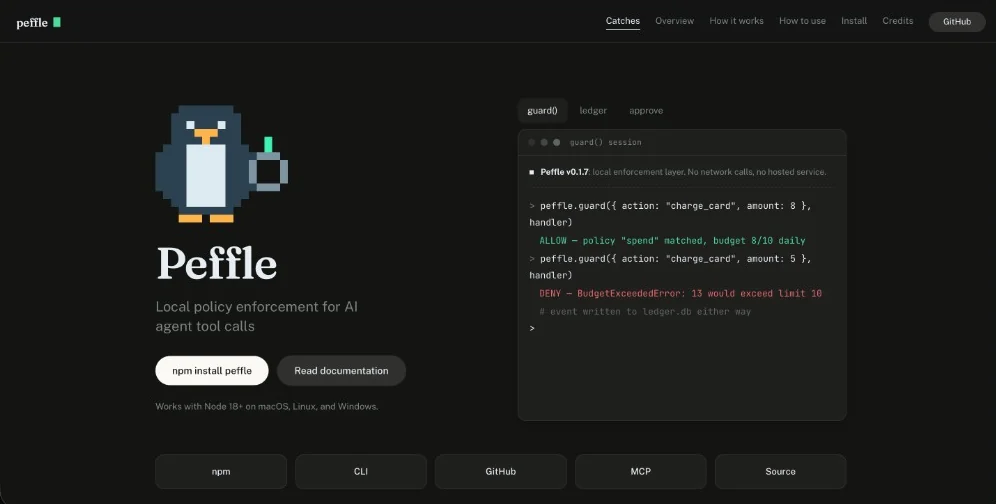 peffle
Catches
Overview
How it works
How to use
Install
Credits
GitHub
Peffle
Local policy enforcement for AI
agent tool calls
npm install peffle
Read documentation
Works with Node 18+ on macOS, Linux, and Windows.
guard()
ledger
approve
guard() session
Peffle v0.1.7: local enforcement layer. No network calls, no hosted service.
> peffle.guard({ action: "charge_card", amount: 8 },
handler)
ALLOW — policy "spend" matched, budget 8/10 daily
> peffle.guard({ action: "charge_card", amount: 5 },
handler)
DENY — BudgetExceededError: 13 would exceed limit 10
# event written to ledger.db either way
>
npm
CLI
GitHub
MCP
Source